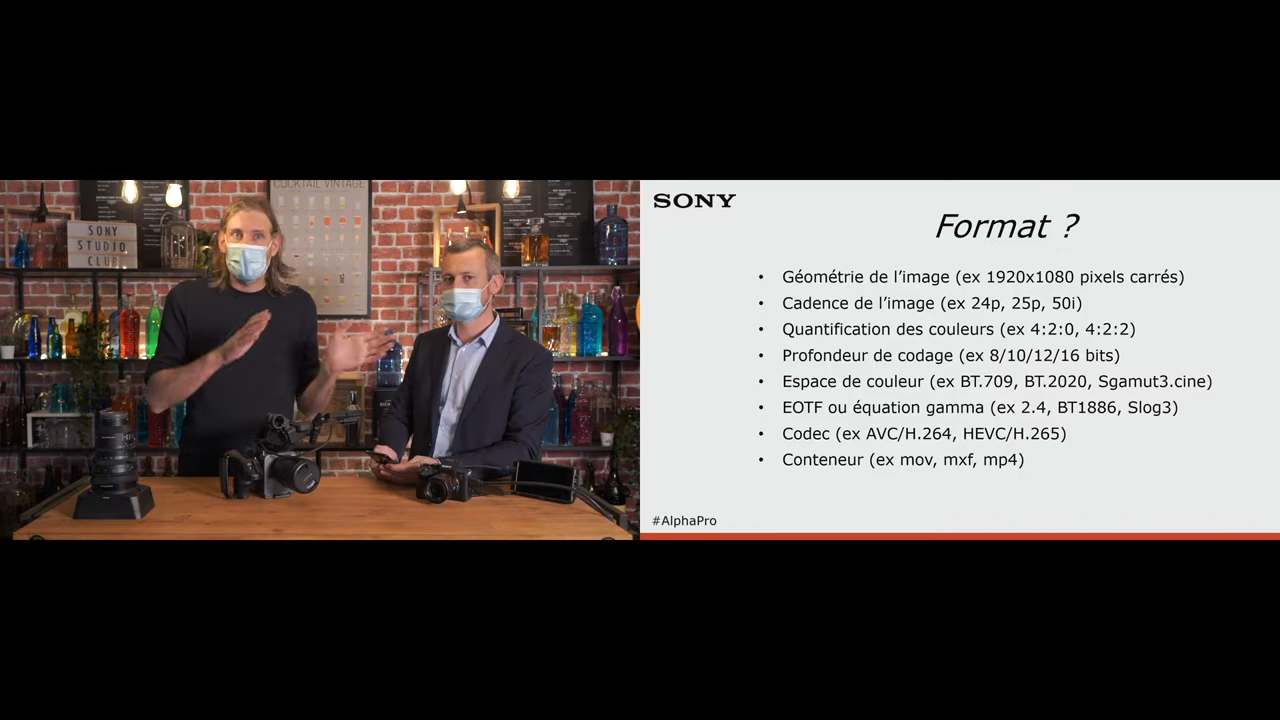 COCKTAIL VINTAGE
SONY
STUDIO
CLUB
SONY
Format ?
• Géométrie de l’image (ex 1920x1080 pixels carrés)
• Cadence de l’image (ex 24p, 25p, 50i)
• Quantification des couleurs (ex 4:2:0, 4:2:2)
• Profondeur de codage (ex 8/10/12/16 bits)
• Espace de couleur (ex BT.709, BT.2020, Sgamut3.cine)
• EOTF ou équation gamma (ex 2.4, BT1886, Slog3)
• Codec (ex AVC/H.264, HEVC/H.265)
• Conteneur (ex mov, mxf, mp4)
#AlphaPro